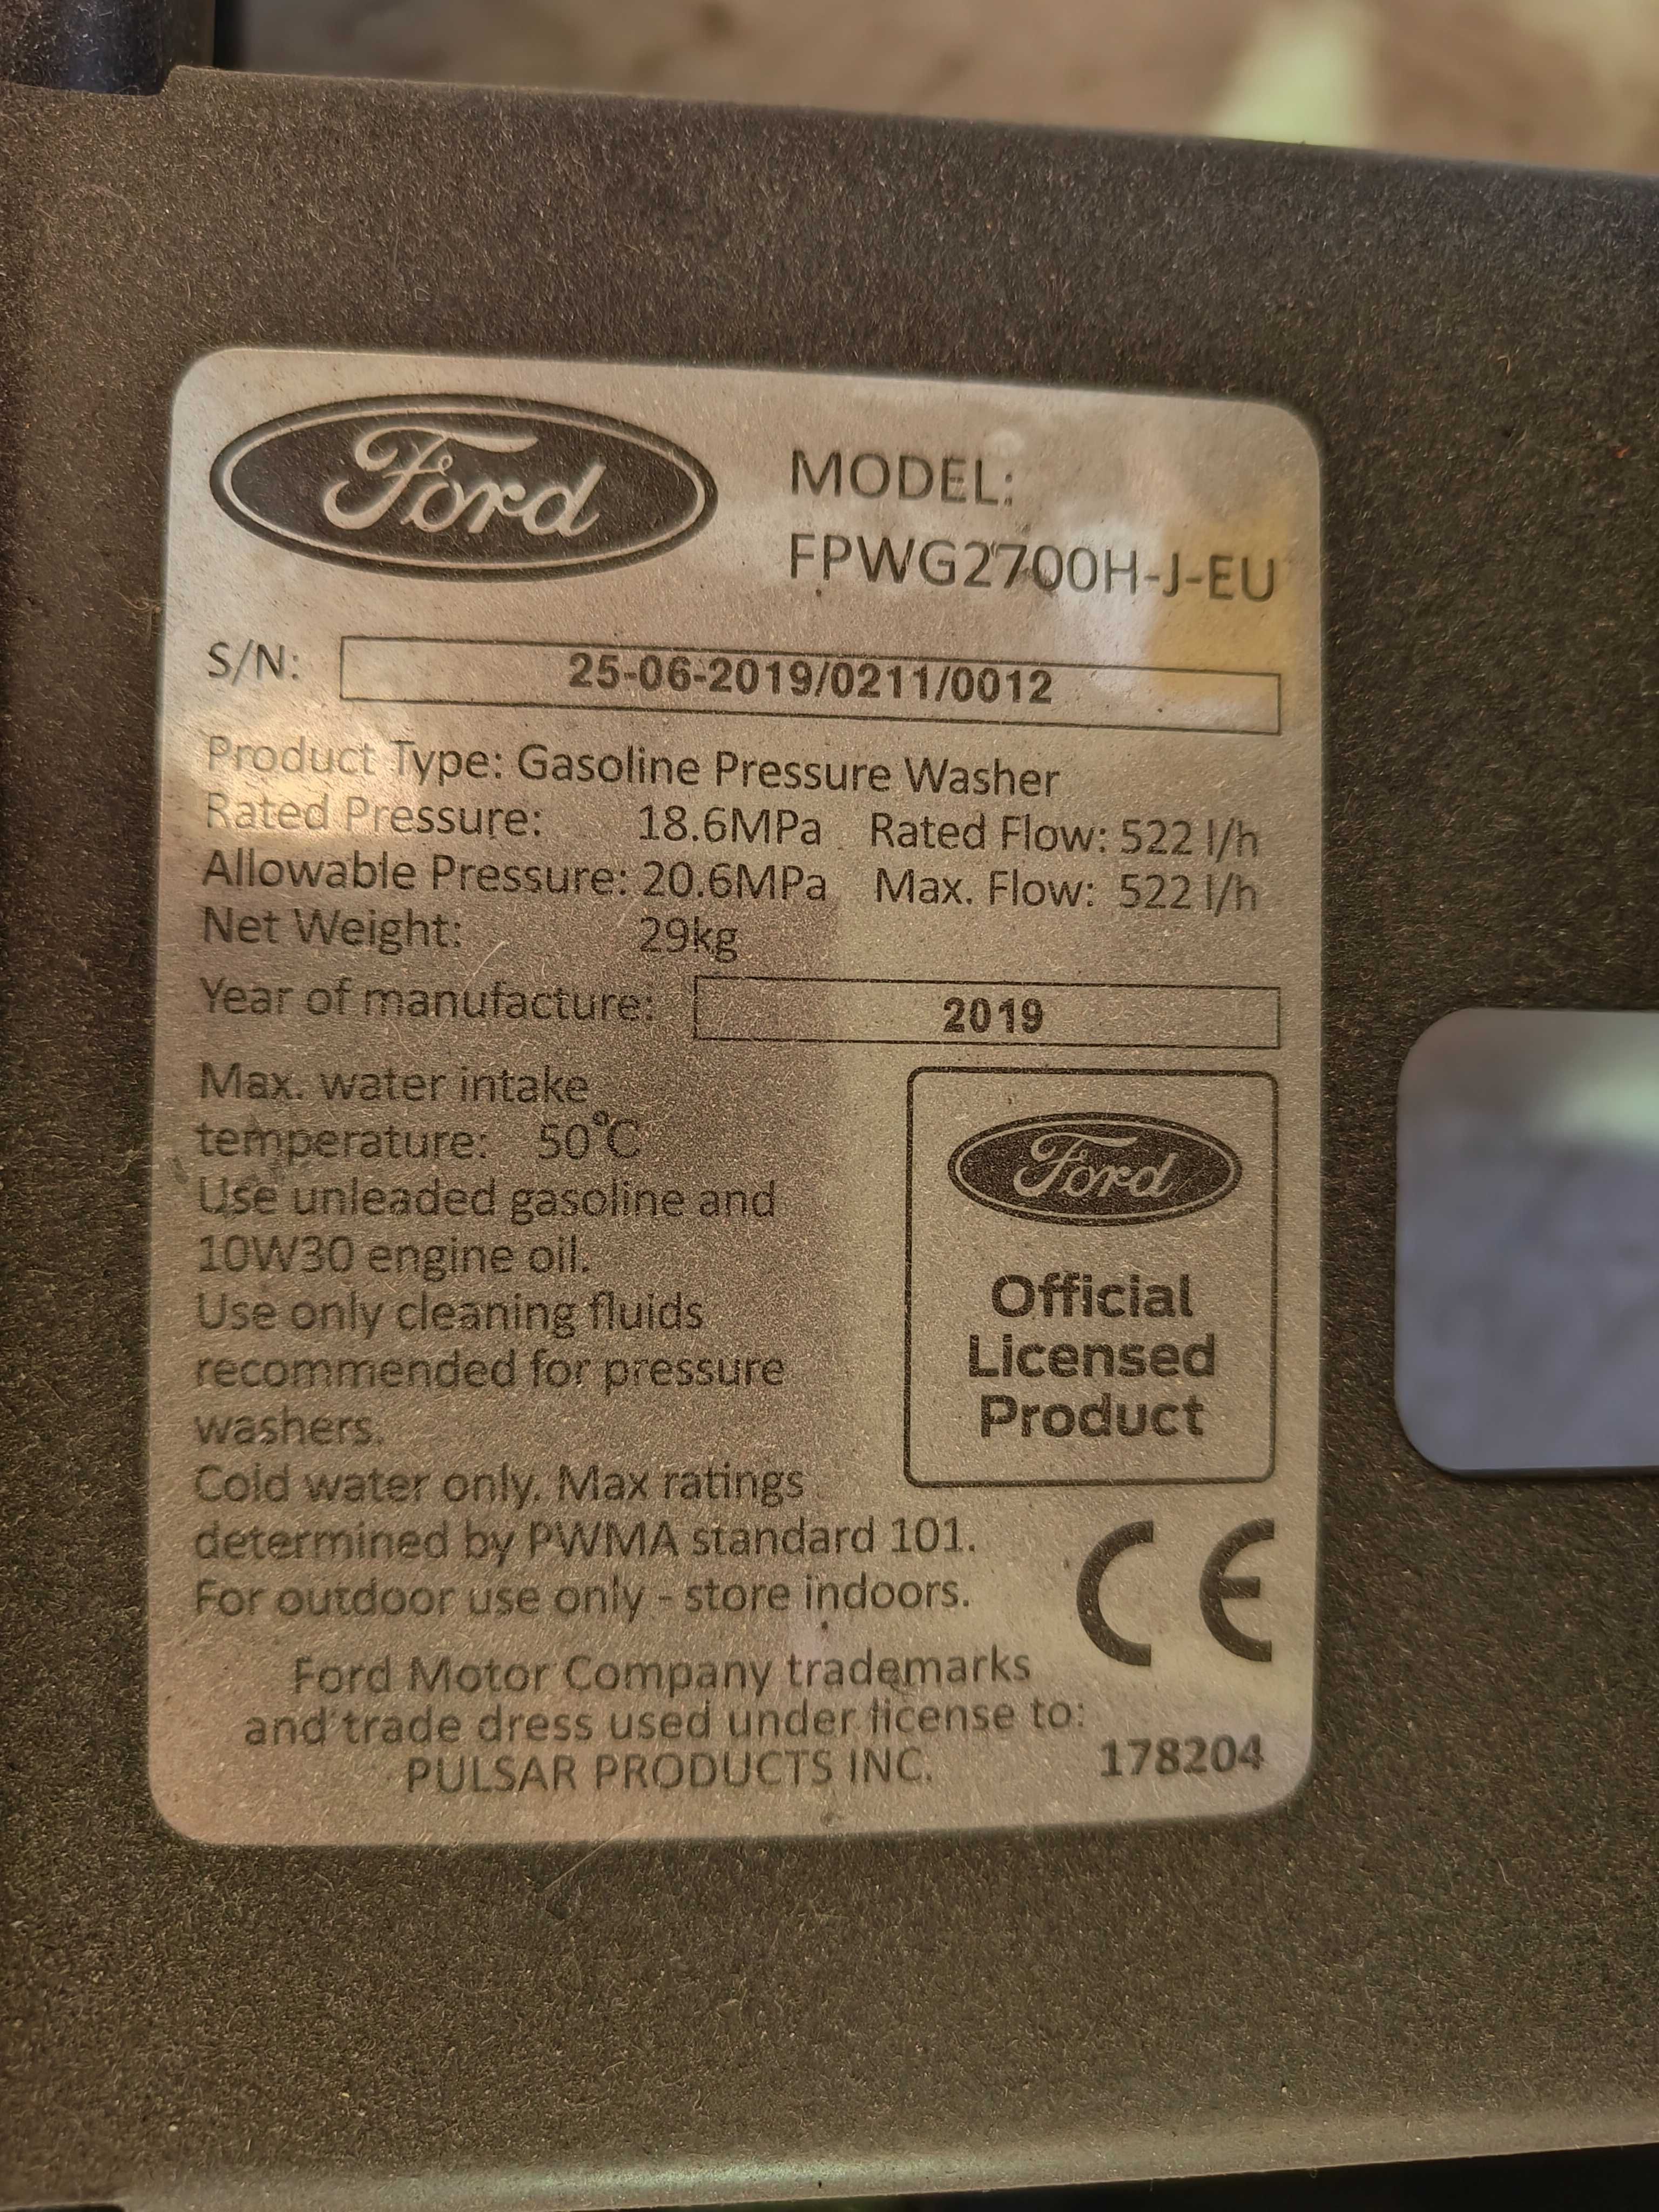 Ford
MODEL:
FPWG2700H-J-EU
S/N: 25-06-2019/0211/0012
Product Type: Gasoline Pressure Washer
Rated Pressure: 18.6MPa Rated Flow: 522 l/h
Allowable Pressure: 20.6MPa Max. Flow: 522 l/h
Net Weight: 29kg
Year of manufacture: 2019
Max. water intake
temperature: 50°C
Use unleaded gasoline and
10W30 engine oil.
Use only cleaning fluids
recommended for pressure
washers.
Cold water only. Max ratings
determined by PWMA standard 101.
For outdoor use only - store indoors.
Ford
Official
Licensed
Product
CE
Ford Motor Company trademarks
and trade dress used under license to:
PULSAR PRODUCTS INC.
178204